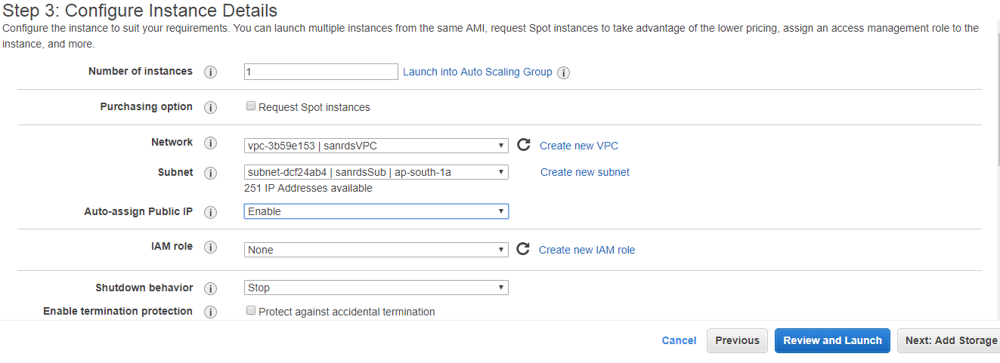 Step 3: Configure Instance Details
Configure the instance to suit your requirements. You can launch multiple instances from the same AMI, request Spot instances to take advantage of the lower pricing, assign an access management role to the
instance, and more.
Number of instances i 1 Launch into Auto Scaling Group i
Purchasing option i Request Spot instances
Network i vpc-3b59e153 | sanrdsVPC Create new VPC
Subnet i subnet-dcf24ab4 | sanrdsSub | ap-south-1a Create new subnet
251 IP Addresses available
Auto-assign Public IP i Enable
IAM role i None Create new IAM role
Shutdown behavior i Stop
Enable termination protection i Protect against accidental termination
Cancel Previous Review and Launch Next: Add Storage